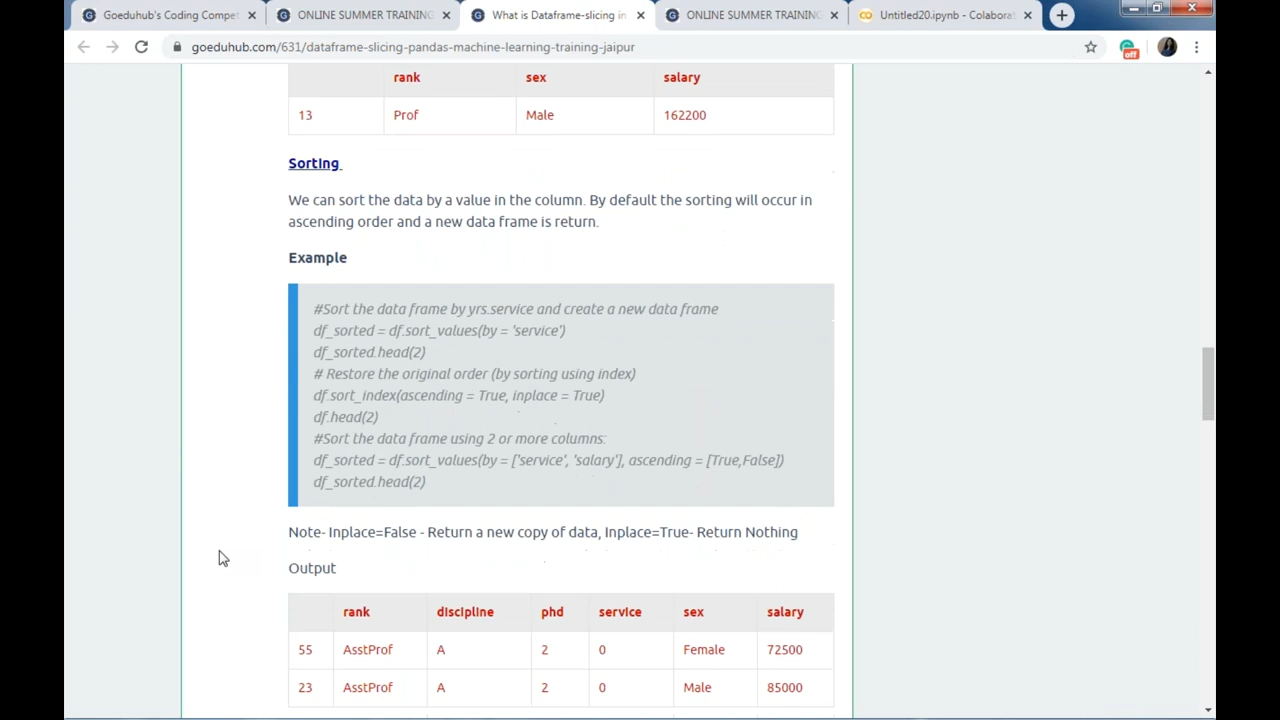 Goeduhub's Coding Compet
ONLINE SUMMER TRAINING
What is Dataframe-slicing in
ONLINE SUMMER TRAINING
Untitled20.ipynb - Colaborat
goeduhub.com/631/dataframe-slicing-pandas-machine-learning-training-jaipur
off
rank sex salary
13 Prof Male 162200
Sorting
We can sort the data by a value in the column. By default the sorting will occur in
ascending order and a new data frame is return.
Example
#Sort the data frame by yrs.service and create a new data frame
df_sorted = df.sort_values(by = 'service')
df_sorted.head(2)
# Restore the original order (by sorting using index)
df.sort_index(ascending = True, inplace = True)
df.head(2)
#Sort the data frame using 2 or more columns:
df_sorted = df.sort_values(by = ['service', 'salary'], ascending = [True,False])
df_sorted.head(2)
Note- Inplace=False - Return a new copy of data, Inplace=True- Return Nothing
Output
rank discipline phd service sex salary
55 AsstProf A 2 0 Female 72500
23 AsstProf A 2 0 Male 85000